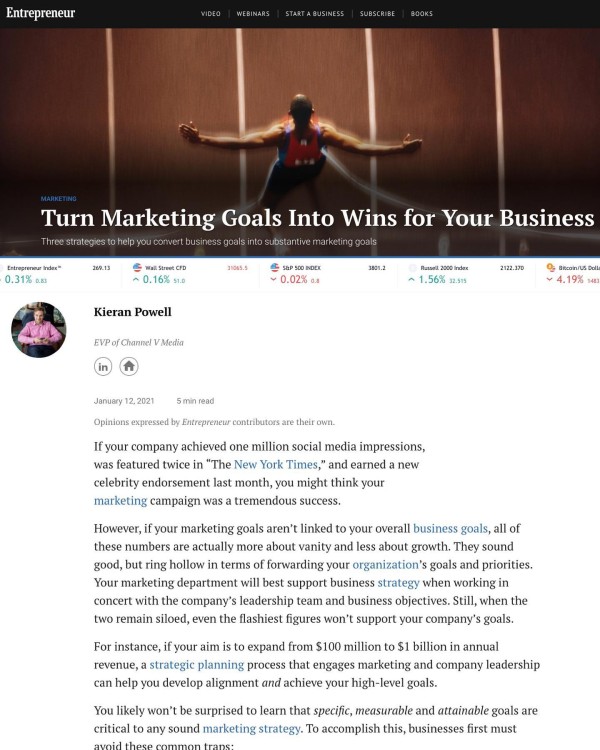 Entrepreneur
VIDEO WEBINARS START A BUSINESS SUBSCRIBE BOOKS
MARKETING
Turn Marketing Goals Into Wins for Your Business
Three strategies to help you convert business goals into substantive marketing goals
Entrepreneur Index℠ 269.13 Wall Street CFD 31065.5 S&P 500 INDEX 3801.2 Russell 2000 Index 2122.370 Bitcoin/US Dolla
0.31% 0.83 0.16% 51.0 0.02% 0.8 1.56% 32.515 4.19% 1483
Kieran Powell
EVP of Channel V Media
in
January 12, 2021 5 min read
Opinions expressed by Entrepreneur contributors are their own.
If your company achieved one million social media impressions,
was featured twice in “The New York Times,” and earned a new
celebrity endorsement last month, you might think your
marketing campaign was a tremendous success.
However, if your marketing goals aren’t linked to your overall business goals, all of
these numbers are actually more about vanity and less about growth. They sound
good, but ring hollow in terms of forwarding your organization’s goals and priorities.
Your marketing department will best support business strategy when working in
concert with the company’s leadership team and business objectives. Still, when the
two remain siloed, even the flashiest figures won’t support your company’s goals.
For instance, if your aim is to expand from $100 million to $1 billion in annual
revenue, a strategic planning process that engages marketing and company leadership
can help you develop alignment and achieve your high-level goals.
You likely won’t be surprised to learn that specific, measurable and attainable goals are
critical to any sound marketing strategy. To accomplish this, businesses first must
avoid these common traps: